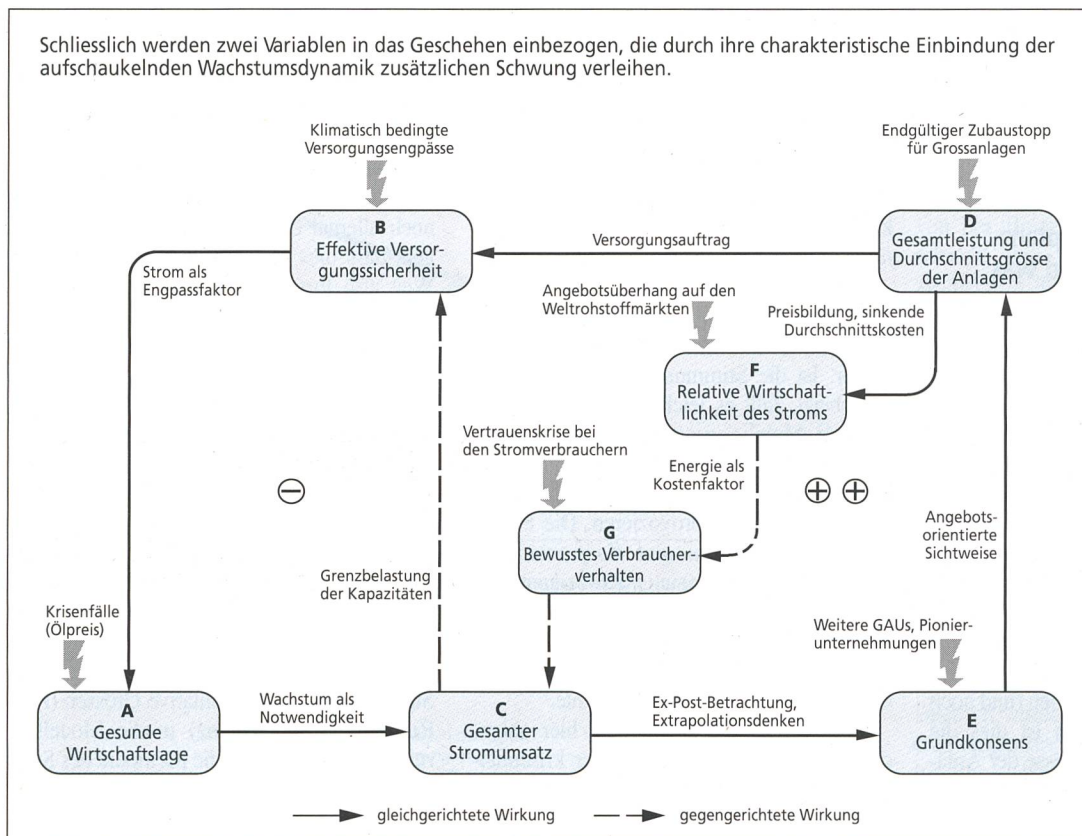 Schliesslich werden zwei Variablen in das Geschehen einbezogen, die durch ihre charakteristische Einbindung der
aufschaukelnden Wachstumsdynamik zusätzlichen Schwung verleihen.
Klimatisch bedingte
Versorgungsengpässe
Endgültiger Zubaustopp
für Grossanlagen
B
Effektive Versor-
gungssicherheit
Versorgungsauftrag
D
Gesamtleistung und
Durchschnittsgrösse
der Anlagen
Strom als
Engpassfaktor
Angebotsüberhang auf den
Weltrohstoffmärkten
Preisbildung, sinkende
Durchschnittskosten
F
Relative Wirtschaft-
lichkeit des Stroms
Vertrauenskrise bei
den Stromverbrauchern
Energie als
Kostenfaktor
−
+ +
G
Bewusstes Verbraucher-
verhalten
Angebots-
orientierte
Sichtweise
Grenzbelastung
der Kapazitäten
Krisenfälle
(Ölpreis)
Weitere GAUs, Pionier-
unternehmungen
A
Gesunde
Wirtschaftslage
Wachstum als
Notwendigkeit
C
Gesamter
Stromumsatz
Ex-Post-Betrachtung,
Extrapolationsdenken
E
Grundkonsens
gleichgerichtete Wirkung
gegengerichtete Wirkung